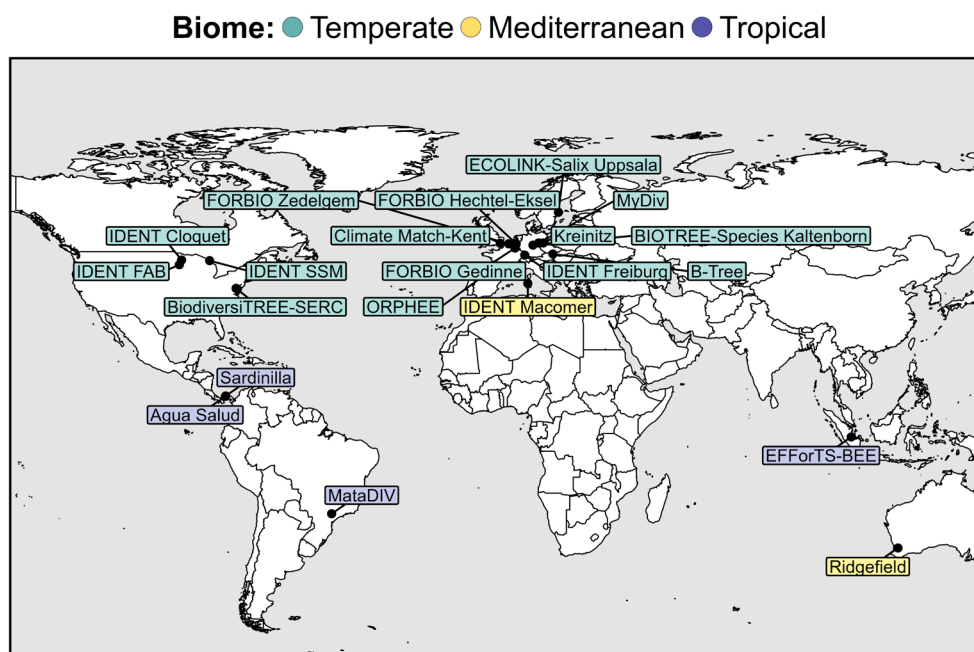 Biome: Temperate Mediterranean Tropical
ECOLINK-Salix Uppsala
FORBIO Zedelgem
FORBIO Hechtel-Eksel
MyDiv
IDENT Cloquet
Climate Match-Kent
Kreinitz
BIOTREE-Species Kaltenborn
IDENT FAB
IDENT SSM
FORBIO Gedinne
IDENT Freiburg
B-Tree
BiodiversiTREE-SERC
ORPHEE
IDENT Macomer
Sardinilla
Agua Salud
EFForTS-BEE
MataDIV
Ridgefield